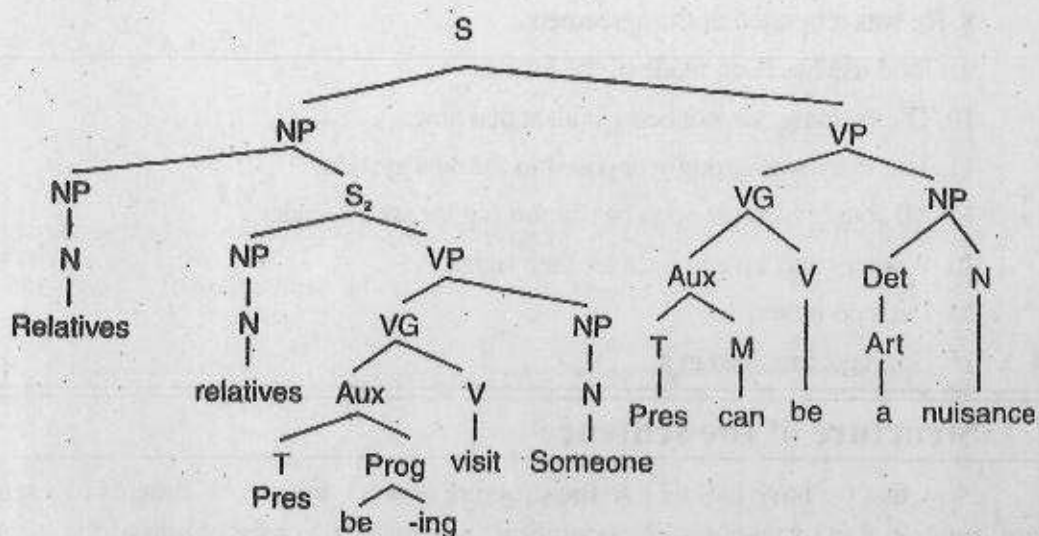 S
NP VP
NP S₂ VG NP
N NP VP Aux V Det N
Relatives N VG NP T M Art
relatives Aux V N Pres can be a nuisance
T Prog visit Someone
Pres be -ing